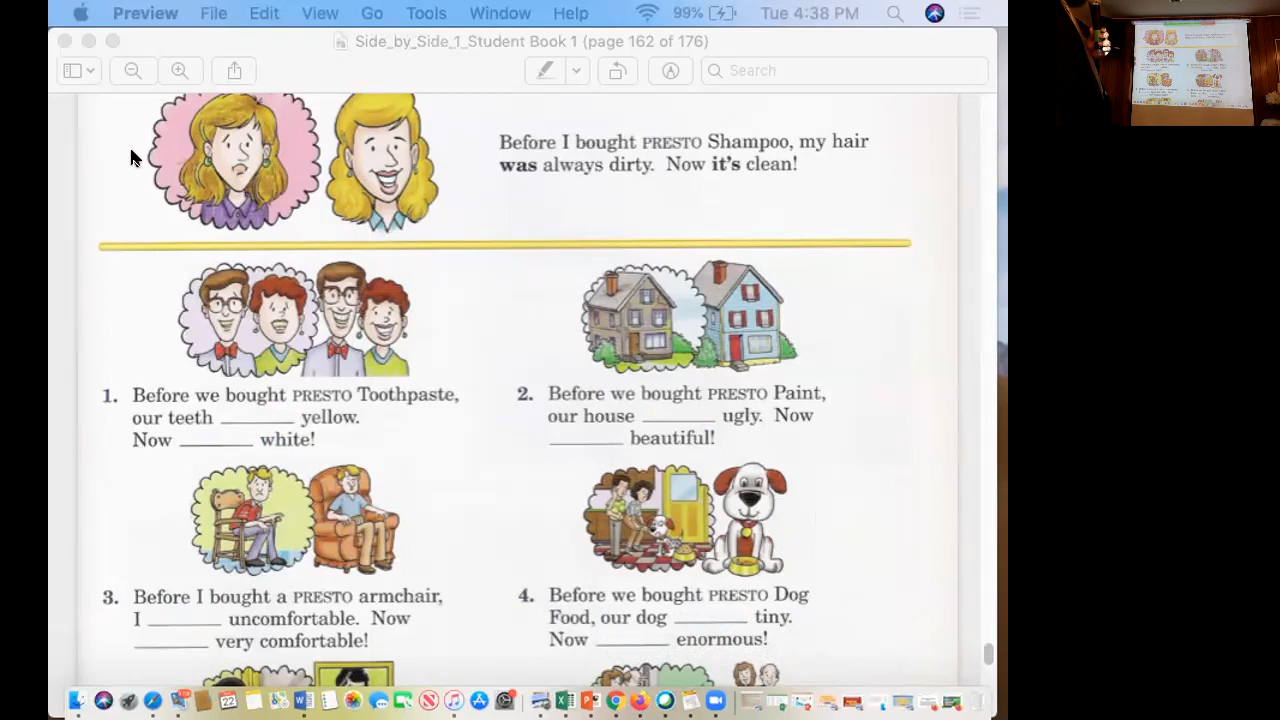 Preview File Edit View Go Tools Window Help 99% Tue 4:38 PM
Side_by_Side_1_Student Book 1 (page 162 of 176)
Search
Before I bought PRESTO Shampoo, my hair
was always dirty. Now it's clean!
1. Before we bought PRESTO Toothpaste,
our teeth ________ yellow.
Now ________ white!
2. Before we bought PRESTO Paint,
our house ________ ugly. Now
________ beautiful!
3. Before I bought a PRESTO armchair,
I ________ uncomfortable. Now
________ very comfortable!
4. Before we bought PRESTO Dog
Food, our dog ________ tiny.
Now ________ enormous!
22